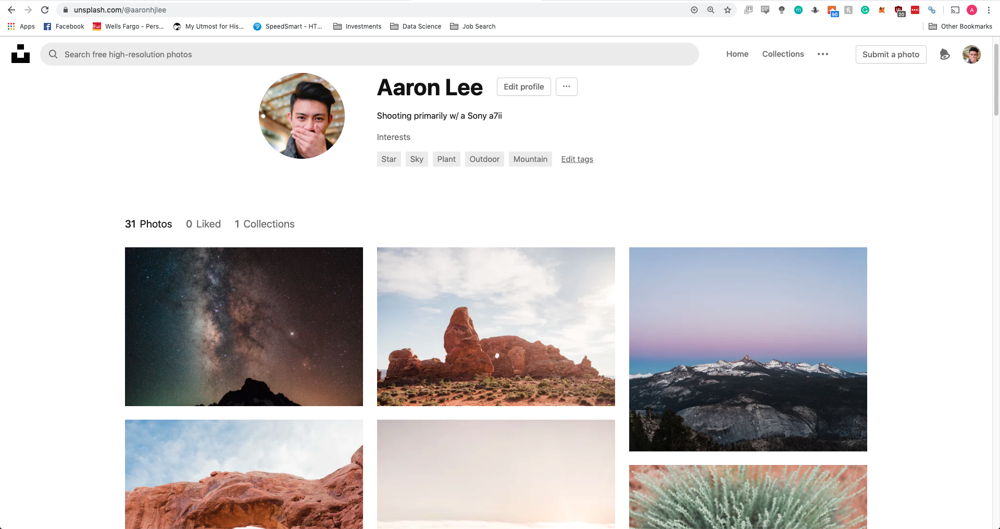 unsplash.com/@aaronhjlee
90
20
A
Apps Facebook Wells Fargo - Pers... My Utmost for His... SpeedSmart - HT... Investments Data Science Job Search Other Bookmarks
Search free high-resolution photos
Home Collections ••• Submit a photo
Aaron Lee Edit profile ···
Shooting primarily w/ a Sony a7ii
Interests
Star Sky Plant Outdoor Mountain Edit tags
31 Photos 0 Liked 1 Collections